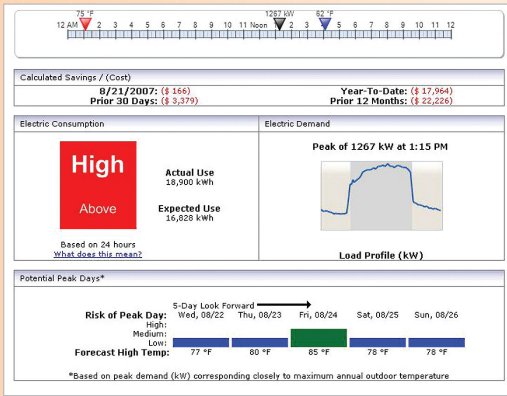 75 °F 1267 kW 62 °F
12 AM 1 2 3 4 5 6 7 8 9 10 11 Noon 1 2 3 4 5 6 7 8 9 10 11 12
Calculated Savings / (Cost)
8/21/2007: ($ 166) Year-To-Date: ($ 17,964)
Prior 30 Days: ($ 3,379) Prior 12 Months: ($ 22,226)
Electric Consumption Electric Demand
Peak of 1267 kW at 1:15 PM
High
Above
Actual Use
18,900 kWh
Expected Use
16,828 kWh
Based on 24 hours
What does this mean?
Load Profile (kW)
Potential Peak Days*
5-Day Look Forward
Risk of Peak Day: Wed, 08/22 Thu, 08/23 Fri, 08/24 Sat, 08/25 Sun, 08/26
High:
Medium:
Low:
Forecast High Temp: 77 °F 80 °F 85 °F 78 °F 78 °F
*Based on peak demand (kW) corresponding closely to maximum annual outdoor temperature